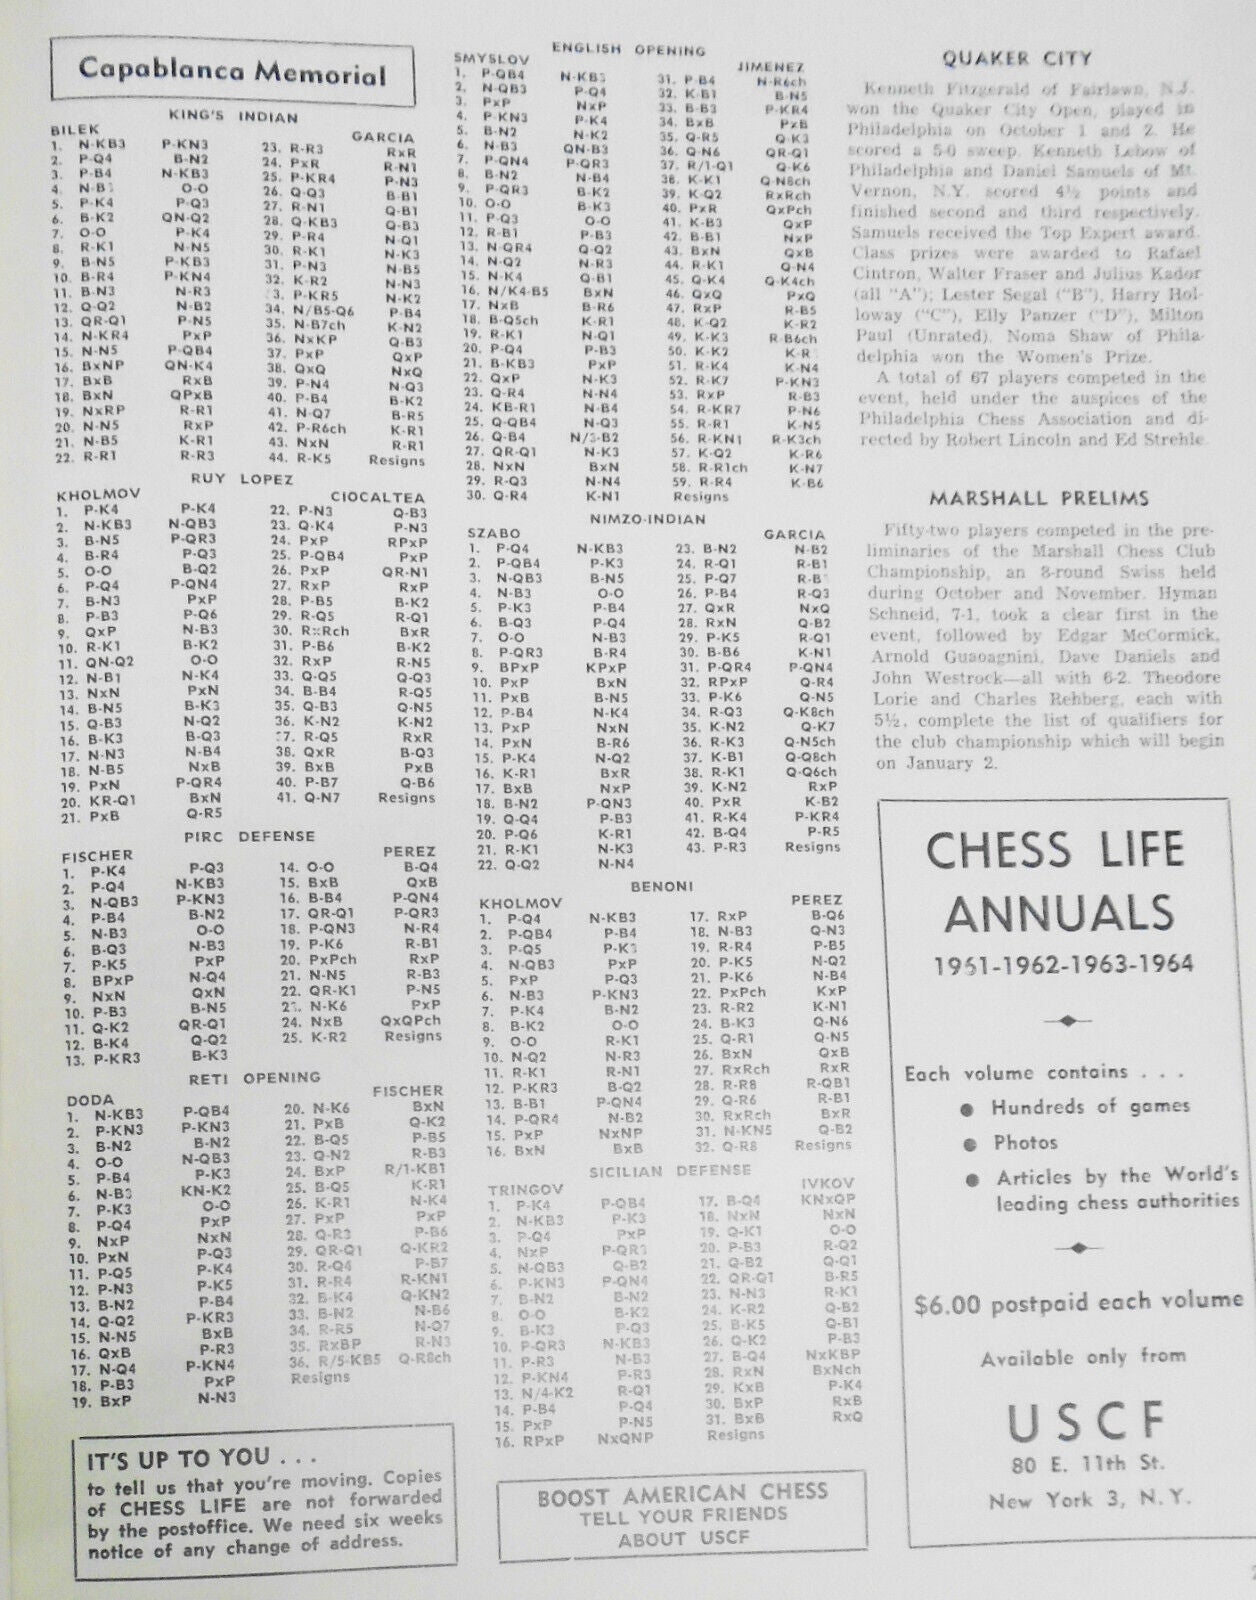 Capablanca Memorial
KING'S INDIAN
BILEK GARCIA
1. N-KB3 P-KN3
2. P-Q4 B-N2
3. P-B4 N-KB3
4. N-B3 O-O
5. P-K4 P-Q3
6. B-K2 QN-Q2
7. O-O P-K4
8. R-K1 N-N5
9. B-N5 P-KB3
10. B-R4 P-KN4
11. B-N3 N-R3
12. Q-Q2 N-B2
13. QR-Q1 P-N5
14. N-KR4 PxP
15. N-N5 P-QB4
16. BxNP QN-K4
17. BxB RxB
18. BxN QPxB
19. NxRP R-R1
20. N-N5 RxP
21. N-B5 K-R1
22. R-R1 R-R3
23. R-R3 RxR
24. PxR R-N1
25. P-KR4 P-N3
26. Q-Q3 B-B1
27. R-N1 Q-B1
28. Q-KB3 Q-B3
29. P-R4 N-Q1
30. R-K1 N-K3
31. P-N3 N-B5
32. K-R2 N-N3
3. P-KR5 N-K2
34. N/B5-Q6 P-B4
35. N-B7ch K-N2
36. NxKP Q-B3
37. PxP QxP
38. QxQ NxQ
39. P-N4 N-Q3
40. P-B4 B-K2
41. N-Q7 B-R5
42. P-R6ch K-R1
43. NxN R-R1
44. R-K5 Resigns
RUY LOPEZ
KHOLMOV CIOCALTEA
1. P-K4 P-K4
2. N-KB3 N-QB3
3. B-N5 P-QR3
4. B-R4 P-Q3
5. O-O B-Q2
6. P-Q4 P-QN4
7. B-N3 PxP
8. P-B3 P-Q6
9. QxP N-B3
10. R-K1 B-K2
11. QN-Q2 O-O
12. N-B1 N-K4
13. NxN PxN
14. B-N5 B-K3
15. Q-B3 N-Q2
16. B-K3 B-Q3
17. N-N3 N-B4
18. N-B5 NxB
19. PxN P-QR4
20. KR-Q1 BxN
21. PxB Q-R5
22. P-N3 Q-B3
23. Q-K4 P-N3
24. PxP RPxP
25. P-QB4 PxP
26. PxP QR-N1
27. RxP RxP
28. P-B5 B-K2
29. R-Q5 R-Q1
30. RxRch BxR
31. P-B6 B-K2
32. RxP R-N5
33. Q-Q5 Q-Q3
34. B-B4 R-Q5
35. Q-B3 Q-N5
36. K-N2 K-N2
37. R-Q5 RxR
38. QxR B-Q3
39. BxB PxB
40. P-B7 Q-B6
41. Q-N7 Resigns
PIRC DEFENSE
FISCHER PEREZ
1. P-K4 P-Q3
2. P-Q4 N-KB3
3. N-QB3 P-KN3
4. P-B4 B-N2
5. N-B3 O-O
6. B-Q3 N-B3
7. P-K5 PxP
8. BPxP N-Q4
9. NxN QxN
10. P-B3 B-N5
11. Q-K2 QR-Q1
12. B-K4 Q-Q2
13. P-KR3 B-K3
14. O-O B-Q4
15. BxB QxB
16. B-B4 P-QN4
17. QR-Q1 P-QR3
18. P-QN3 N-R4
19. P-K6 R-B1
20. PxPch RxP
21. N-N5 R-B3
22. QR-K1 P-N5
23. N-K6 PxP
24. NxB QxQPch
25. K-R2 Resigns
RETI OPENING
DODA FISCHER
1. N-KB3 P-QB4
2. P-KN3 P-KN3
3. B-N2 B-N2
4. O-O N-QB3
5. P-B4 P-K3
6. N-B3 KN-K2
7. P-K3 O-O
8. P-Q4 PxP
9. NxP NxN
10. PxN P-Q3
11. P-Q5 P-K4
12. P-N3 P-K5
13. B-N2 P-B4
14. Q-Q2 P-KR3
15. N-N5 BxB
16. QxB P-R3
17. N-Q4 P-KN4
18. P-B3 PxP
19. BxP N-N3
20. N-K6 BxN
21. PxB Q-K2
22. B-Q5 P-B5
23. Q-N2 R-B3
24. BxP R/1-KB1
25. B-Q5 K-R1
26. K-R1 N-K4
27. PxP PxP
28. Q-R3 P-B6
29. QR-Q1 Q-KR2
30. R-Q4 P-B7
31. R-R4 R-KN1
32. B-K4 Q-KN2
33. B-N2 N-B6
34. R-R5 N-Q7
35. RxBP R-N3
36. R/5-KB5 Q-R8ch
Resigns
IT'S UP TO YOU . . .
to tell us that you're moving. Copies
of CHESS LIFE are not forwarded
by the postoffice. We need six weeks
notice of any change of address.
ENGLISH OPENING
SMYSLOV JIMENEZ
1. P-QB4 N-KB3
2. N-QB3 P-Q4
3. PxP NxP
4. P-KN3 P-K4
5. B-N2 N-K2
6. N-B3 QN-B3
7. P-QN4 P-QR3
8. B-N2 N-B4
9. P-QR3 B-K2
10. O-O B-K3
11. P-Q3 O-O
12. R-B1 P-B3
13. N-QR4 Q-Q2
14. N-Q2 N-R3
15. N-K4 Q-B1
16. N/K4-B5 BxN
17. NxB B-R6
18. B-Q5ch K-R1
19. R-K1 N-Q1
20. P-Q4 P-B3
21. B-KB3 PxP
22. QxP N-K3
23. Q-R4 N-N4
24. KB-R1 N-B4
25. Q-QB4 N-Q3
26. Q-B4 N/3-B2
27. QR-Q1 N-K3
28. NxN BxN
29. R-Q3 N-N4
30. Q-R4 K-N1
31. P-B4 N-R6ch
32. K-B1 B-N5
33. B-B3 P-KR4
34. BxB PxB
35. Q-R5 K-Q3
36. Q-N6 QR-Q1
37. R/1-Q1 Q-K6
38. K-K1 Q-N8ch
39. K-Q2 RxRch
40. PxR QxPch
41. K-B3 QxP
42. B-B1 NxP
43. BxN QxB
44. R-K1 Q-N4
45. Q-K4 Q-K4ch
46. QxQ PxQ
47. RxP R-B5
48. K-Q2 K-R2
49. K-K3 R-B6ch
50. K-K2 K-R
51. R-K4 K-N4
52. R-K7 P-KN3
53. RxP R-B3
54. R-KR7 P-N6
55. R-R1 K-N5
56. R-KN1 R-K3ch
57. K-Q2 K-R6
58. R-R1ch K-N7
59. R-R4 K-B6
Resigns
NIMZO-INDIAN
SZABO GARCIA
1. P-Q4 N-KB3
2. P-QB4 P-K3
3. N-QB3 B-N5
4. N-B3 O-O
5. P-K3 P-B4
6. B-Q3 P-Q4
7. O-O N-B3
8. P-QR3 B-R4
9. BPxP KPxP
10. PxP BxN
11. PxB B-N5
12. P-B4 N-K4
13. PxP NxN
14. PxN B-R6
15. P-K4 N-Q2
16. K-R1 BxR
17. BxB NxP
18. B-N2 P-QN3
19. Q-Q4 P-B3
20. P-Q6 K-R1
21. R-K1 N-K3
22. Q-Q2 N-N4
23. B-N2 N-B2
24. R-Q1 R-B1
25. P-Q7 R-B
26. P-B4 R-Q3
27. QxR NxQ
28. RxN Q-B2
29. P-K5 R-Q1
30. B-B6 K-N1
31. P-QR4 P-QN4
32. RPxP Q-R4
33. P-K6 Q-N5
34. R-Q3 Q-K8ch
35. K-N2 Q-K7
36. R-K3 Q-N5ch
37. K-B1 Q-Q8ch
38. R-K1 Q-Q6ch
39. K-N2 RxP
40. PxR K-B2
41. R-K4 P-KR4
42. B-Q4 P-R5
43. P-R3 Resigns
BENONI
KHOLMOV PEREZ
1. P-Q4 N-KB3
2. P-QB4 P-B4
3. P-Q5 P-K3
4. N-QB3 PxP
5. PxP P-Q3
6. N-B3 P-KN3
7. P-K4 B-N2
8. B-K2 O-O
9. O-O R-K1
10. N-Q2 N-R3
11. R-K1 R-N1
12. P-KR3 B-Q2
13. B-B1 P-QN4
14. P-QR4 N-B2
15. PxP NxNP
16. BxN BxB
17. RxP B-Q6
18. N-B3 Q-N3
19. R-R4 P-B5
20. P-K5 N-Q2
21. P-K6 N-B4
22. PxPch KxP
23. R-R2 K-N1
24. B-K3 Q-N6
25. Q-R1 Q-N5
26. BxN QxB
27. RxRch RxR
28. R-R8 R-QB1
29. Q-R6 R-B1
30. RxRch BxR
31. N-KN5 Q-B2
32. Q-R8 Resigns
SICILIAN DEFENSE
TRINGOV IVKOV
1. P-K4 P-QB4
2. N-KB3 P-K3
3. P-Q4 PxP
4. NxP P-QR3
5. N-QB3 Q-B2
6. P-KN3 P-QN4
7. B-N2 B-N2
8. O-O B-K2
9. B-K3 P-Q3
10. P-QR3 N-KB3
11. P-R3 N-B3
12. P-KN4 P-R3
13. N/4-K2 R-Q1
14. P-B4 P-Q4
15. PxP P-N5
16. RPxP NxQNP
17. B-Q4 KNxQP
18. NxN NxN
19. Q-K1 O-O
20. P-B3 R-Q2
21. Q-B2 Q-Q1
22. QR-Q1 B-R5
23. N-N3 R-K1
24. K-R2 Q-B2
25. B-K5 Q-B1
26. Q-K2 P-B3
27. B-Q4 NxKBP
28. RxN BxNch
29. KxB P-K4
30. BxP RxB
31. BxB RxQ
Resigns
BOOST AMERICAN CHESS
TELL YOUR FRIENDS
ABOUT USCF
QUAKER CITY
Kenneth Fitzgerald of Fairlawn, N.J.
won the Quaker City Open, played in
Philadelphia on October 1 and 2. He
scored a 5-0 sweep. Kenneth Lebow of
Philadelphia and Daniel Samuels of Mt.
Vernon, N.Y. scored 4½ points and
finished second and third respectively.
Samuels received the Top Expert award.
Class prizes were awarded to Rafael
Cintron, Walter Fraser and Julius Kador
(all "A"); Lester Segal ("B"), Harry Hol-
loway ("C"), Elly Panzer ("D"), Milton
Paul (Unrated). Noma Shaw of Phila-
delphia won the Women's Prize.
A total of 67 players competed in the
event, held under the auspices of the
Philadelphia Chess Association and di-
rected by Robert Lincoln and Ed Strehle.
MARSHALL PRELIMS
Fifty-two players competed in the pre-
liminaries of the Marshall Chess Club
Championship, an 8-round Swiss held
during October and November. Hyman
Schneid, 7-1, took a clear first in the
event, followed by Edgar McCormick,
Arnold Guaoagnini, Dave Daniels and
John Westrock—all with 6-2. Theodore
Lorie and Charles Rehberg, each with
5½, complete the list of qualifiers for
the club championship which will begin
on January 2.
CHESS LIFE
ANNUALS
1961-1962-1963-1964
Each volume contains . . .
● Hundreds of games
● Photos
● Articles by the World's
leading chess authorities
$6.00 postpaid each volume
Available only from
USCF
80 E. 11th St.
New York 3, N.Y.